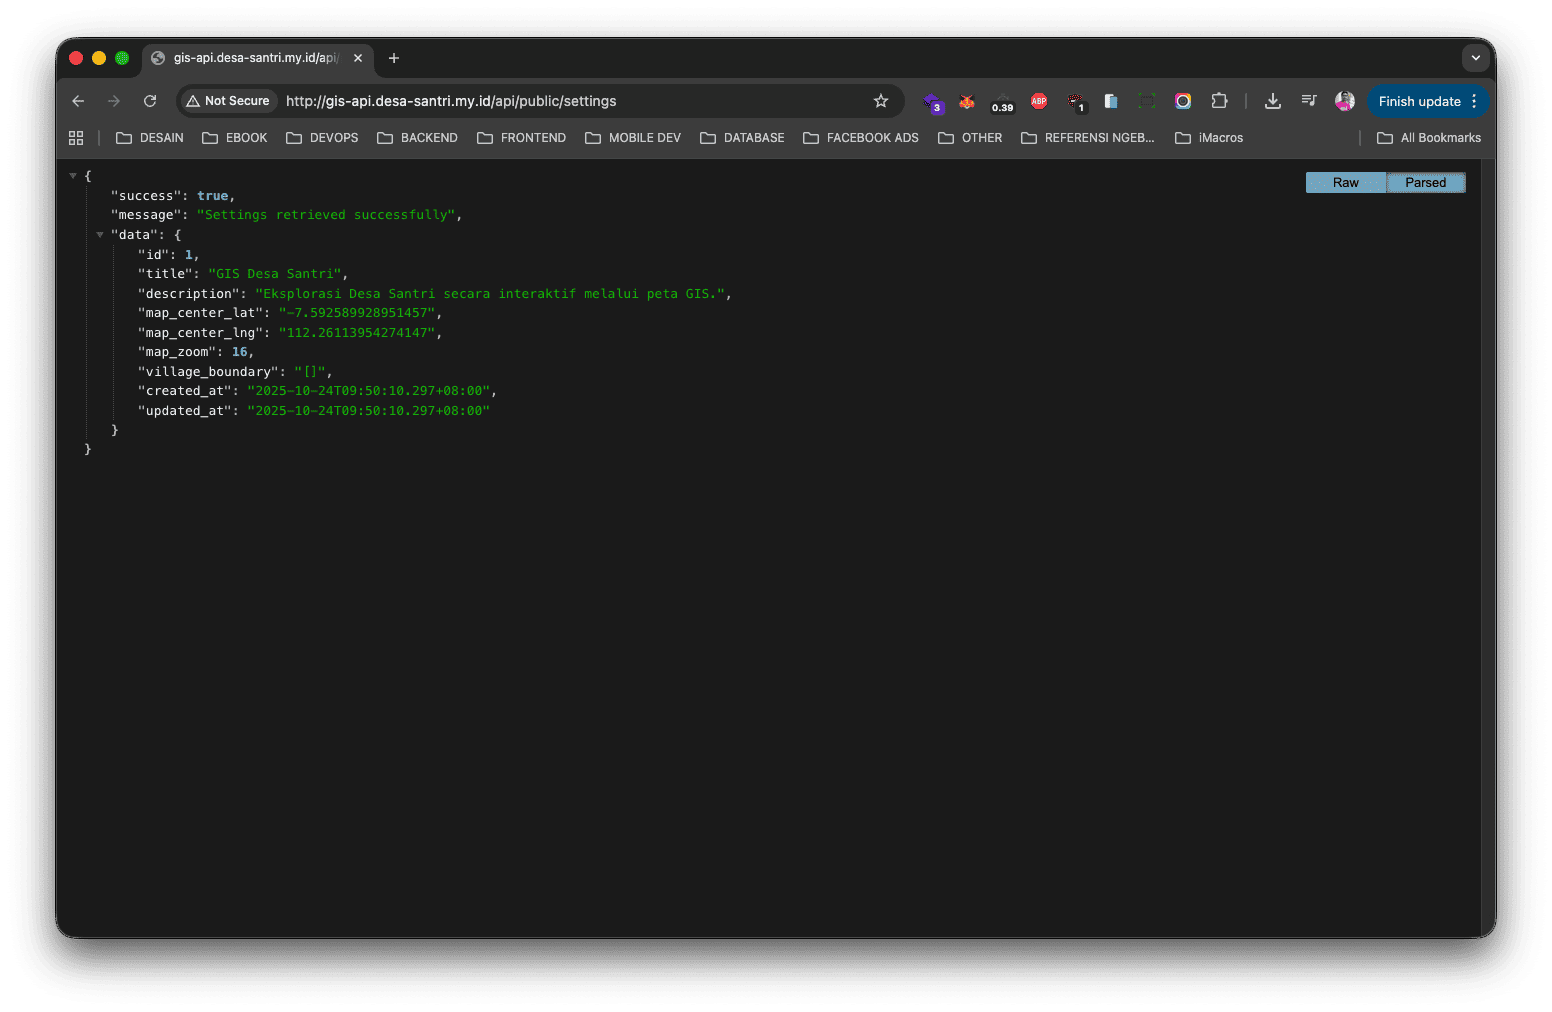 gis-api.desa-santri.my.id/api/
Not Secure http://gis-api.desa-santri.my.id/api/public/settings 3 0.39 ABP 1 Finish update
DESAIN EBOOK DEVOPS BACKEND FRONTEND MOBILE DEV DATABASE FACEBOOK ADS OTHER REFERENSI NGEB... iMacros All Bookmarks
Raw Parsed
{
"success": true,
"message": "Settings retrieved successfully",
"data": {
"id": 1,
"title": "GIS Desa Santri",
"description": "Eksplorasi Desa Santri secara interaktif melalui peta GIS.",
"map_center_lat": "-7.592589928951457",
"map_center_lng": "112.26113954274147",
"map_zoom": 16,
"village_boundary": "[]",
"created_at": "2025-10-24T09:50:10.297+08:00",
"updated_at": "2025-10-24T09:50:10.297+08:00"
}
}